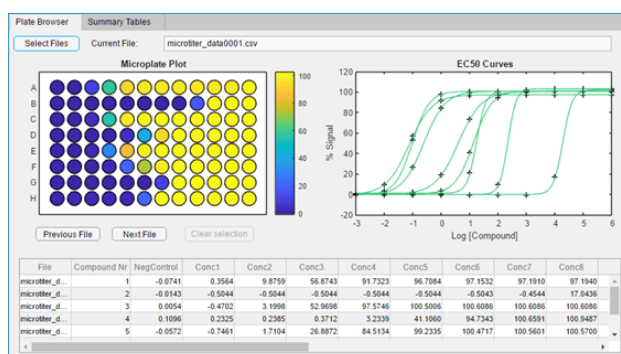 Plate Browser Summary Tables
Select Files Current File: microtiter_data0001.csv
Microplate Plot
A
B
C
D
E
F
G
H
100
80
60
40
20
0
EC50 Curves
% Signal
120
100
80
60
40
20
0
-20
-3 -2 -1 0 1 2 3 4 5 6
Log [Compound]
Previous File Next File Clear selection
File Compound Nr NegControl Conc1 Conc2 Conc3 Conc4 Conc5 Conc6 Conc7 Conc8
microtiter_d... 1 -0.0741 0.3564 9.8759 56.8743 91.7323 96.7084 97.1532 97.1910 97.1940
microtiter_d... 2 -0.0143 -0.5044 -0.5044 -0.5044 -0.5044 -0.5044 -0.5043 -0.4544 17.0436
microtiter_d... 3 0.0054 -0.4702 3.1998 52.9698 97.5746 100.5006 100.6086 100.6086 100.6086
microtiter_d... 4 0.1096 0.2325 0.2385 0.3712 3.2339 41.1060 94.7343 100.6591 100.9487
microtiter_d... 5 -0.0572 -0.7461 1.7104 26.8872 84.5134 99.2335 100.4717 100.5601 100.5700